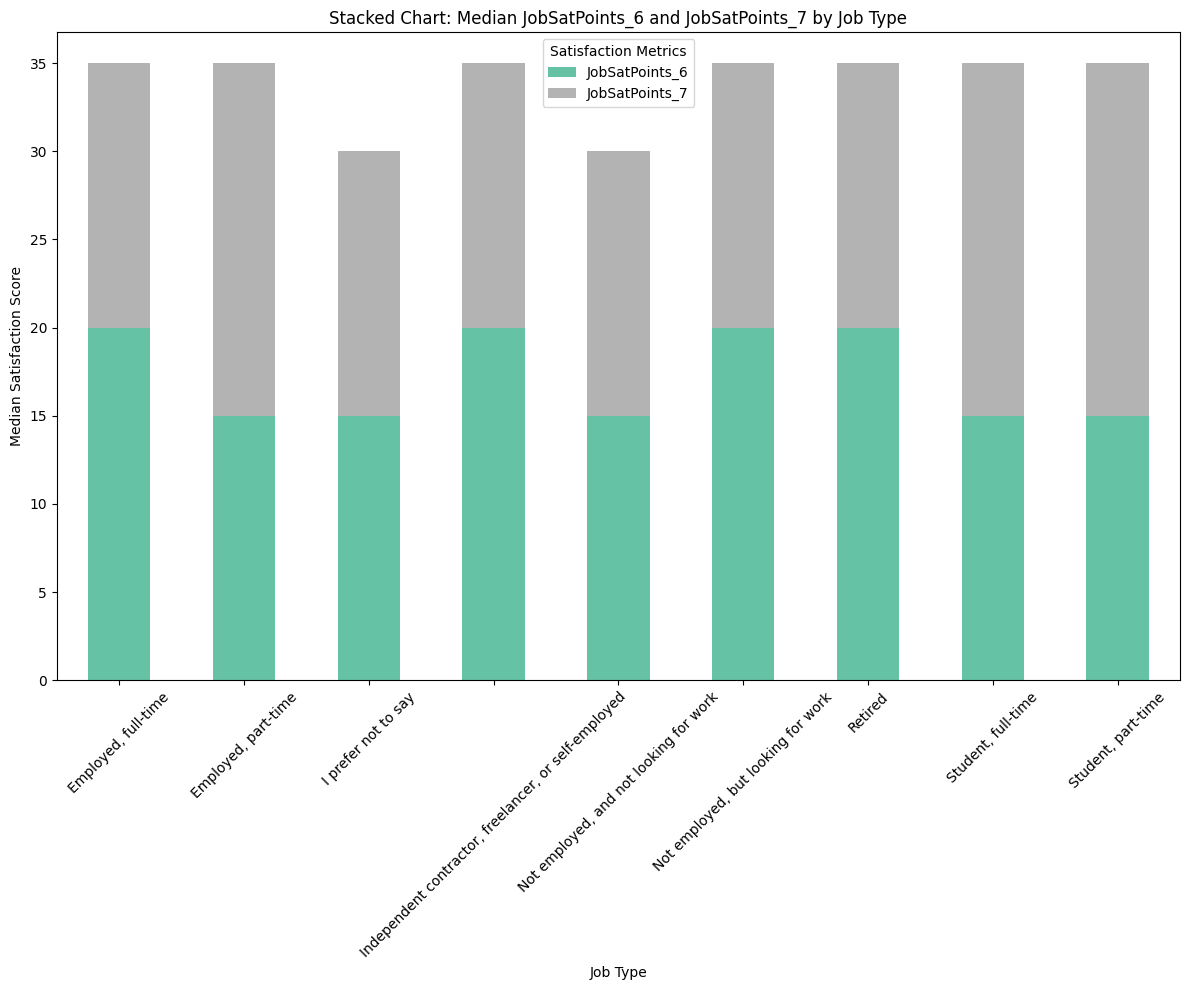 Stacked Chart: Median JobSatPoints_6 and JobSatPoints_7 by Job Type
Satisfaction Metrics
JobSatPoints_6
JobSatPoints_7
Median Satisfaction Score
35
30
25
20
15
10
5
0
Employed, full-time
Employed, part-time
I prefer not to say
Independent contractor, freelancer, or self-employed
Not employed, and not looking for work
Not employed, but looking for work
Retired
Student, full-time
Student, part-time
Job Type